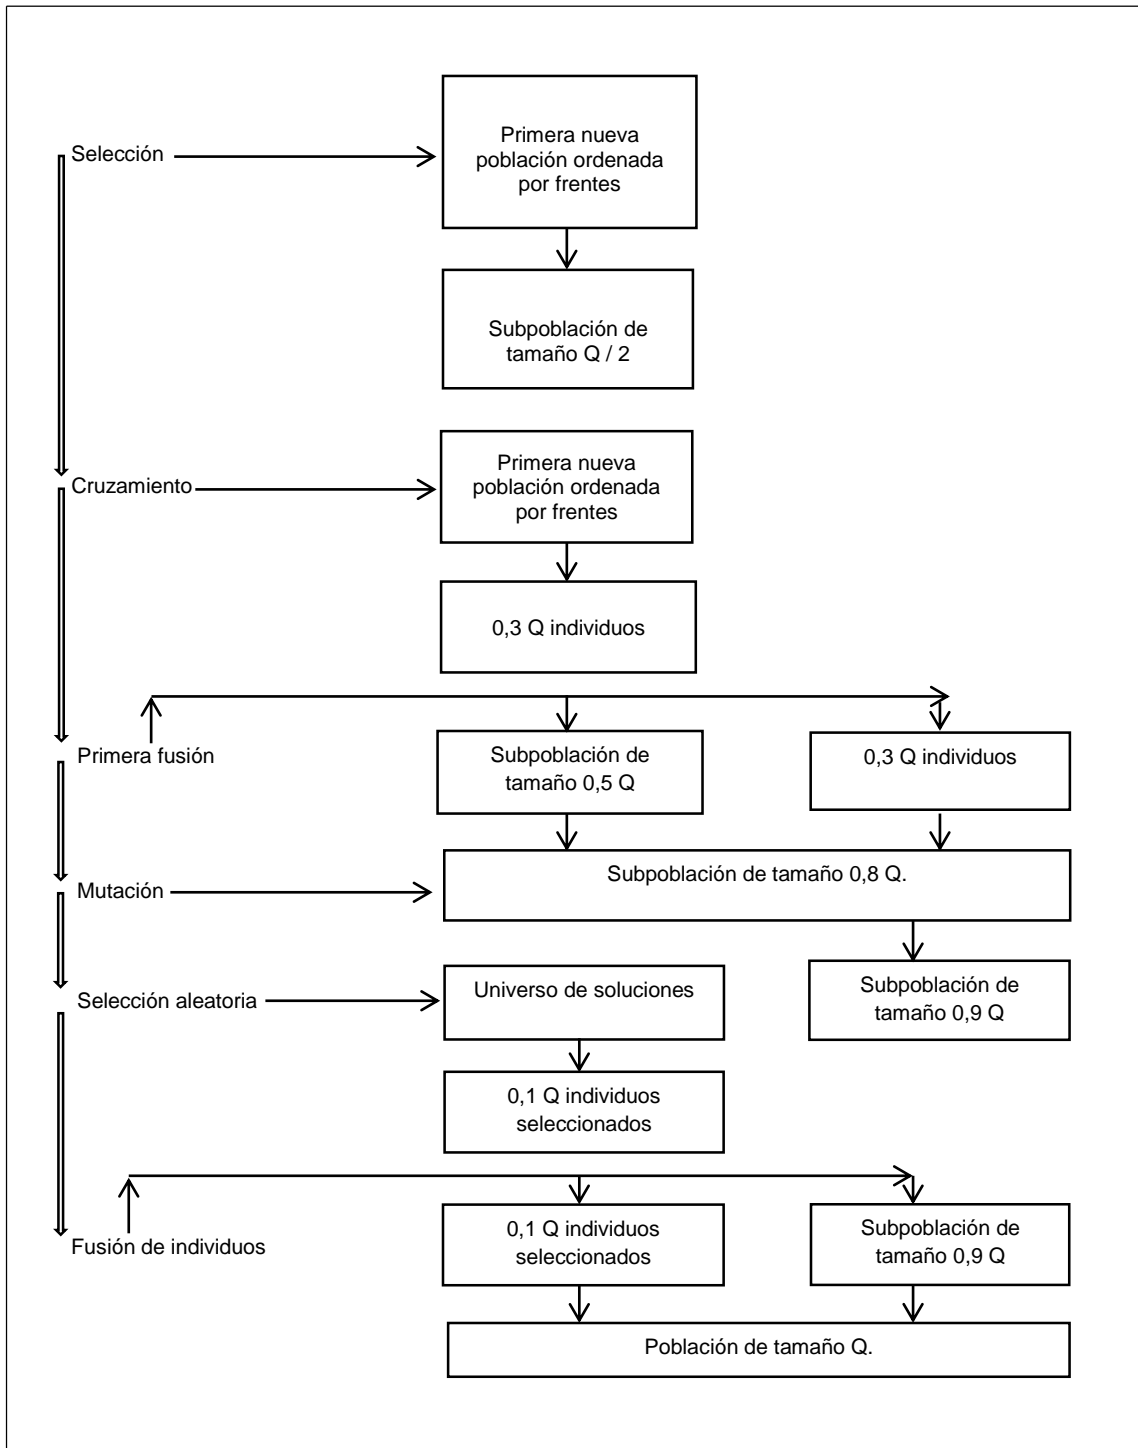 Primera nueva
población ordenada
por frentes
Selección
Subpoblación de
tamaño Q / 2
Cruzamiento
Primera nueva
población ordenada
por frentes
0,3 Q individuos
Primera fusión
Subpoblación de
tamaño 0,5 Q
0,3 Q individuos
Mutación
Subpoblación de tamaño 0,8 Q.
Selección aleatoria
Universo de soluciones
Subpoblación de
tamaño 0,9 Q
0,1 Q individuos
seleccionados
Fusión de individuos
0,1 Q individuos
seleccionados
Subpoblación de
tamaño 0,9 Q
Población de tamaño Q.